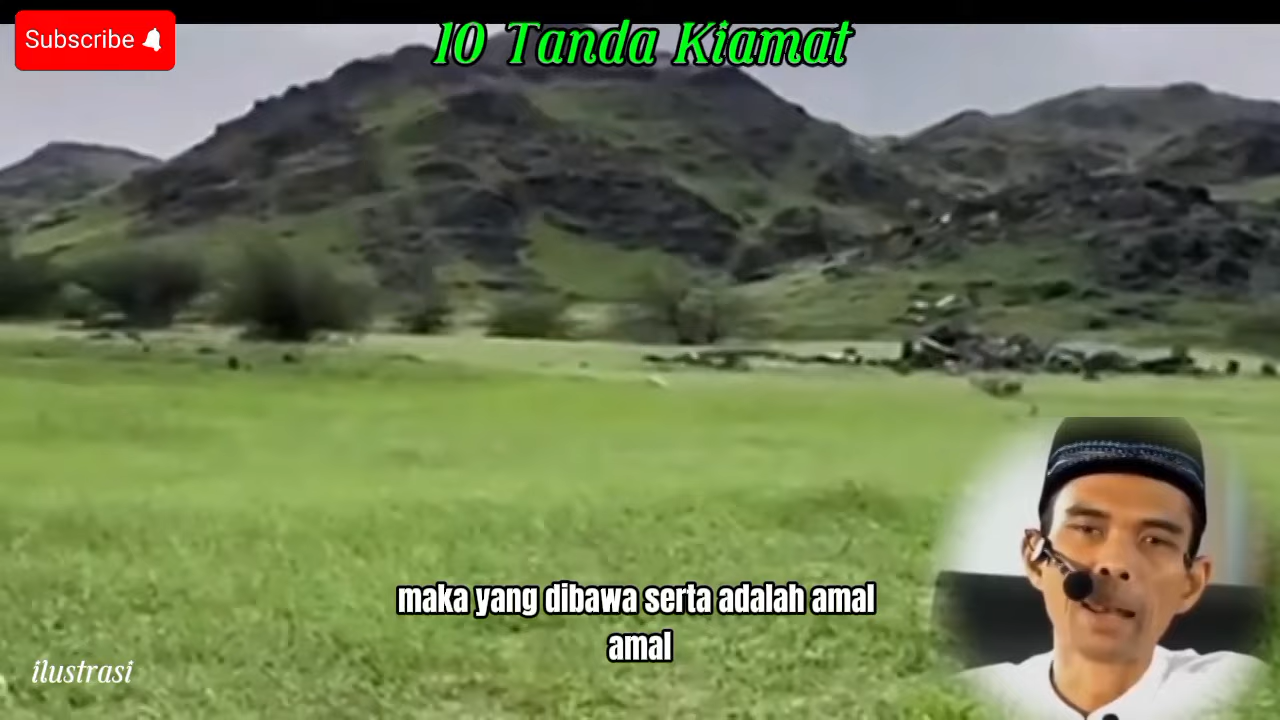 10 Tanda Kiamat
Subscribe
maka yang dibawa serta adalah amal
amal
ilustrasi